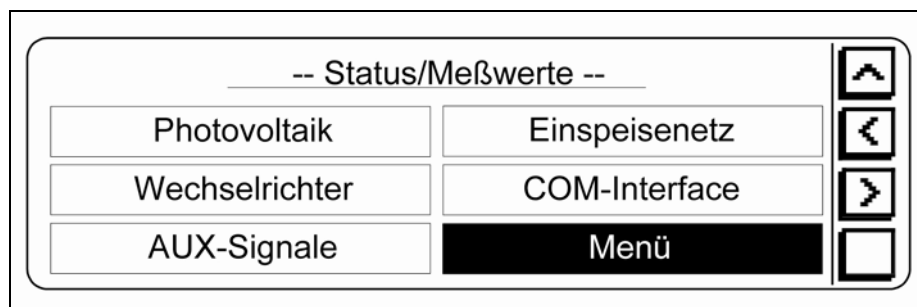 -- Status/Meßwerte --
Photovoltaik Einspeisenetz
Wechselrichter COM-Interface
AUX-Signale Menü